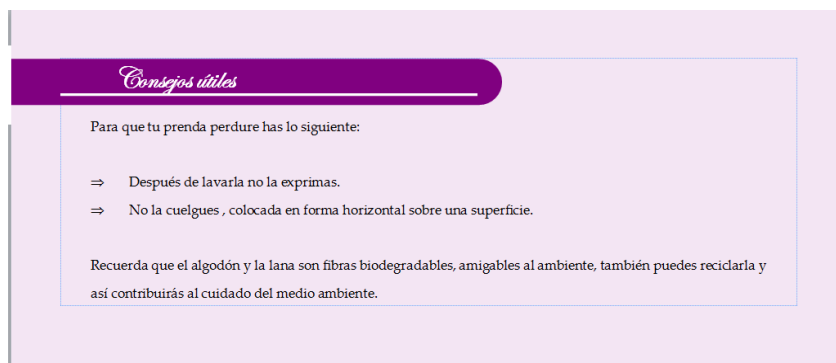 Consejos útiles
Para que tu prenda perdure has lo siguiente:
⇒ Después de lavarla no la exprimas.
⇒ No la cuelgues , colocada en forma horizontal sobre una superficie.
Recuerda que el algodón y la lana son fibras biodegradables, amigables al ambiente, también puedes reciclarla y
así contribuirás al cuidado del medio ambiente.